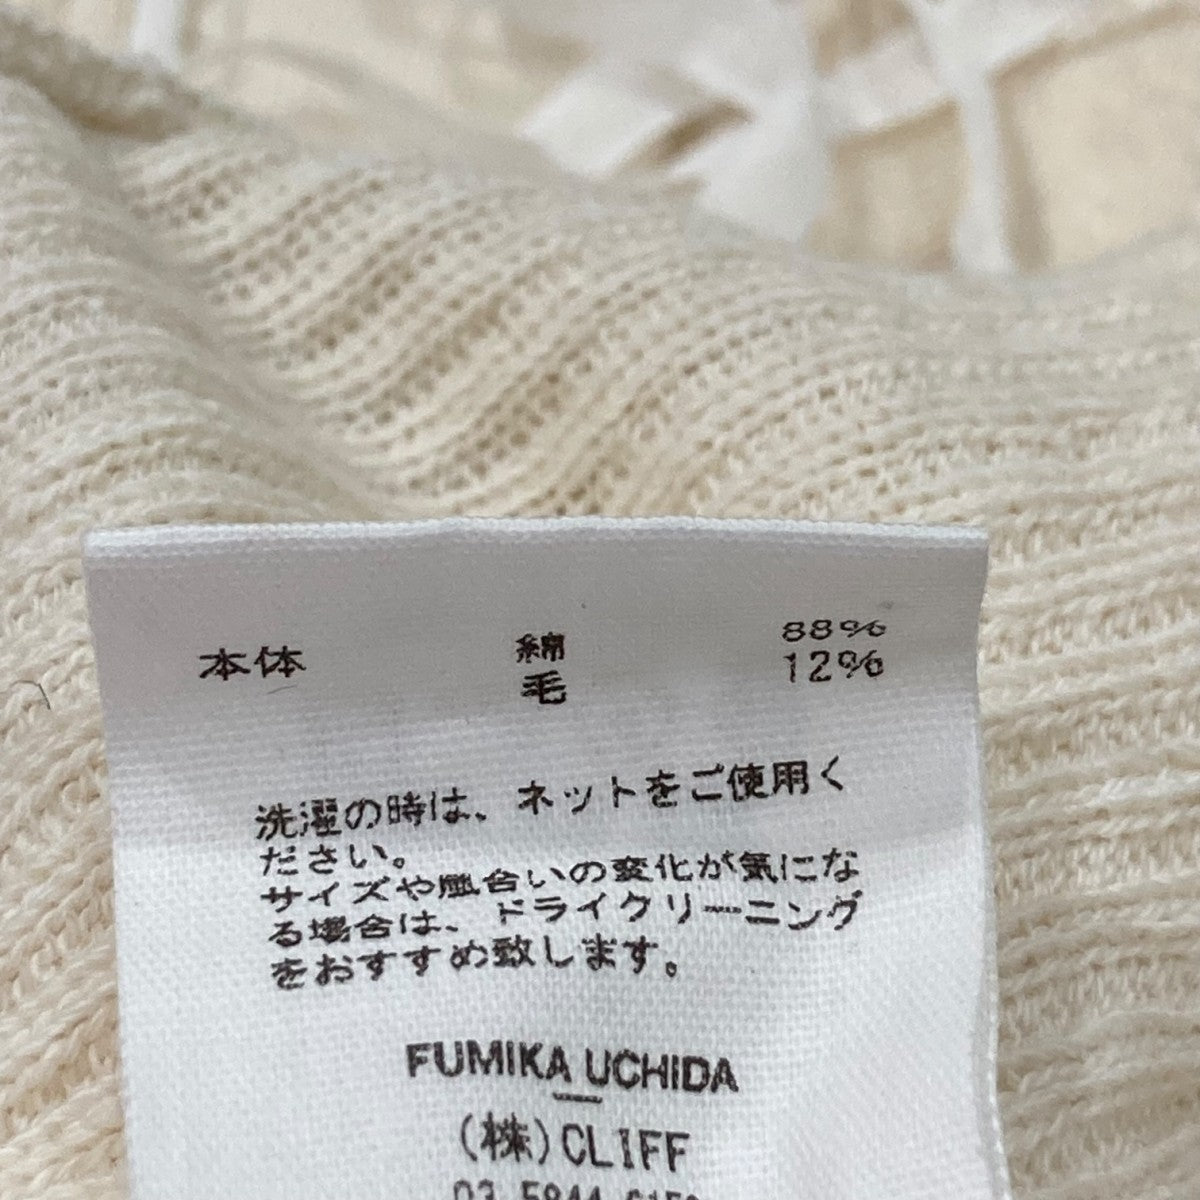 本体 綿 88%
毛 12%
洗濯の時は、ネットをご使用く
ださい。
サイズや風合いの変化が気にな
る場合は、ドライクリーニング
をおすすめ致します。
FUMIKA UCHIDA
(株)CLIFF